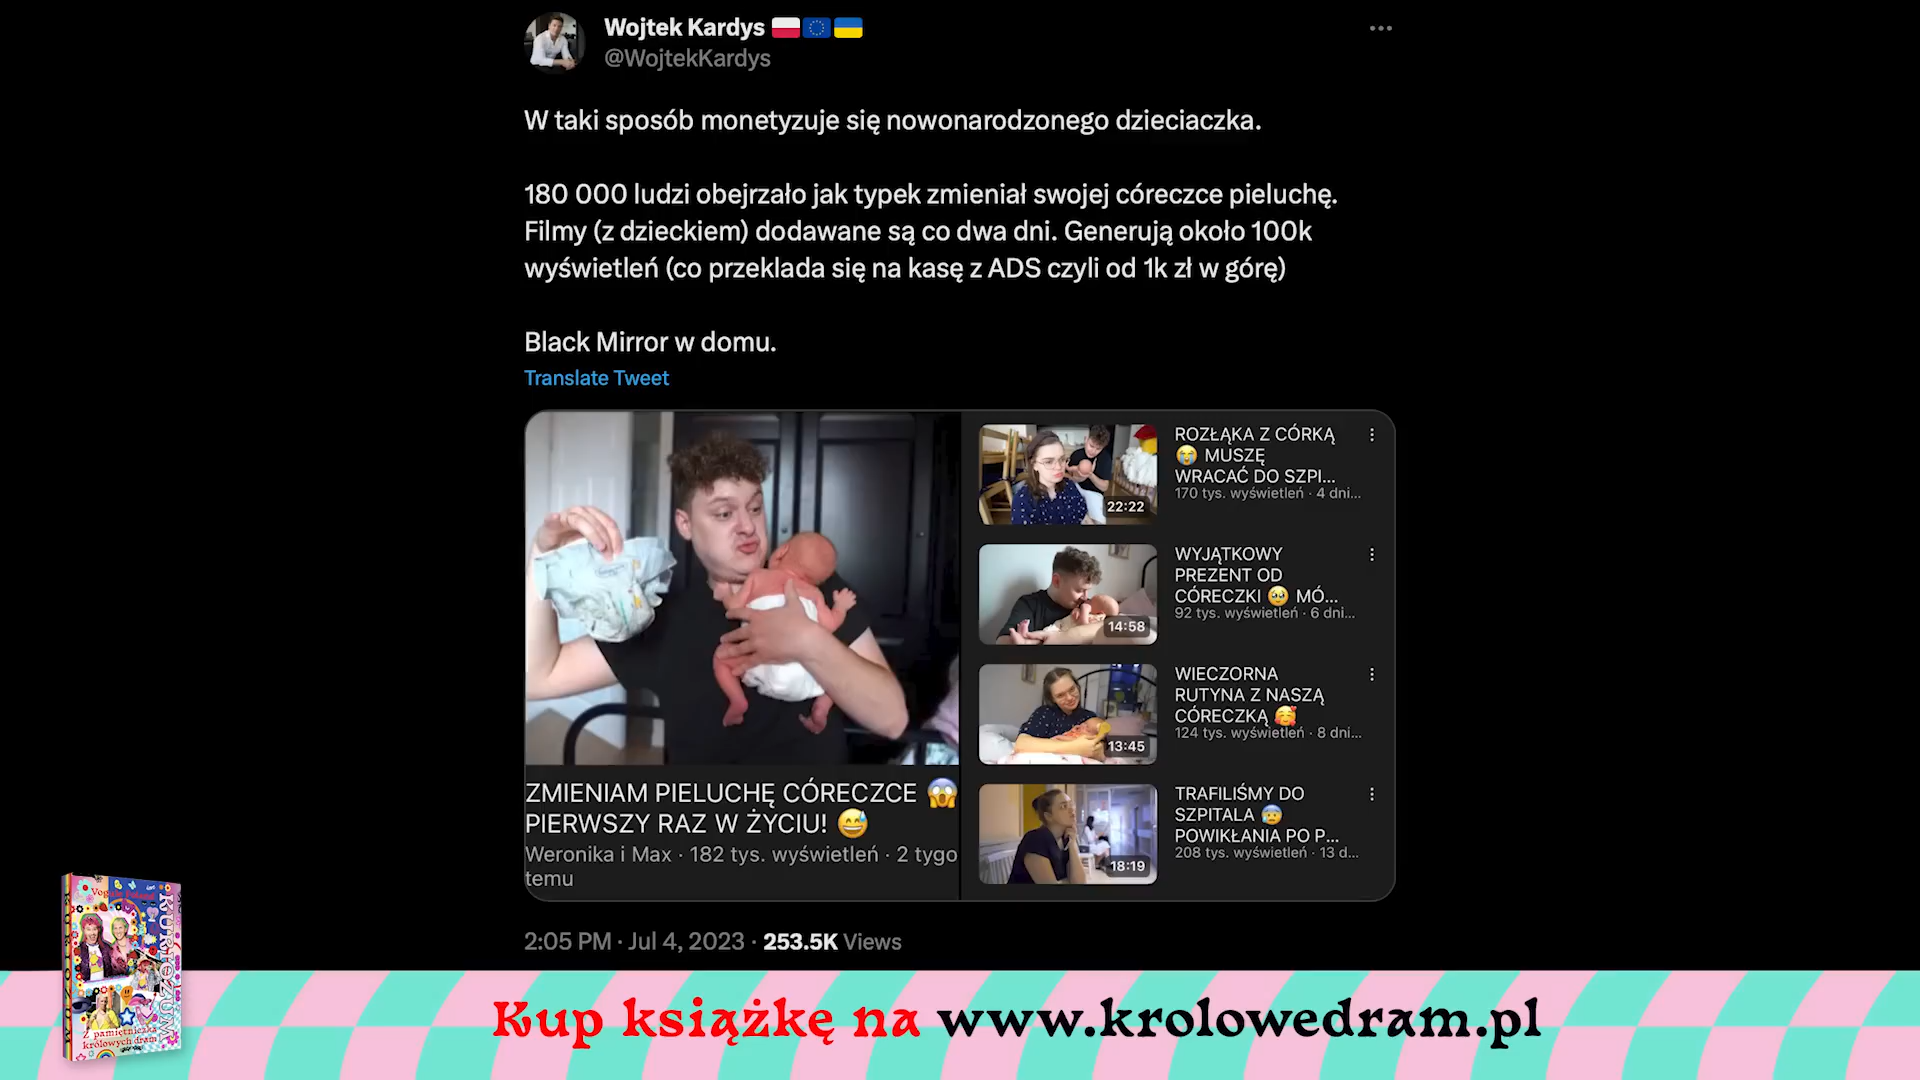 Wojtek Kardys 🇵🇱🇪🇺🇺🇦
@WojtekKardys
W taki sposób monetyzuje się nowonarodzonego dzieciaczka.
180 000 ludzi obejrzało jak typek zmieniał swojej córeczce pieluchę.
Filmy (z dzieckiem) dodawane są co dwa dni. Generują około 100k
wyświetleń (co przeklada się na kasę z ADS czyli od 1k zł w górę)
Black Mirror w domu.
Translate Tweet
ZMIENIAM PIELUCHĘ CÓRECZCE 😱
PIERWSZY RAZ W ŻYCIU! 😅
Weronika i Max · 182 tys. wyświetleń · 2 tygo
temu
ROZŁĄKA Z CÓRKĄ
😭 MUSZĘ
WRACAĆ DO SZPI...
170 tys. wyświetleń · 4 dni...
22:22
WYJĄTKOWY
PREZENT OD
CÓRECZKI 🥹 MÓ...
92 tys. wyświetleń · 6 dni...
14:58
WIECZORNA
RUTYNA Z NASZĄ
CÓRECZKĄ 🥰
124 tys. wyświetleń · 8 dni...
13:45
TRAFILIŚMY DO
SZPITALA 😰
POWIKŁANIA PO P...
208 tys. wyświetleń · 13 d...
18:19
2:05 PM · Jul 4, 2023 · 253.5K Views
Z pamiętniczka
królowych dram
Kup książkę na www.krolowedram.pl